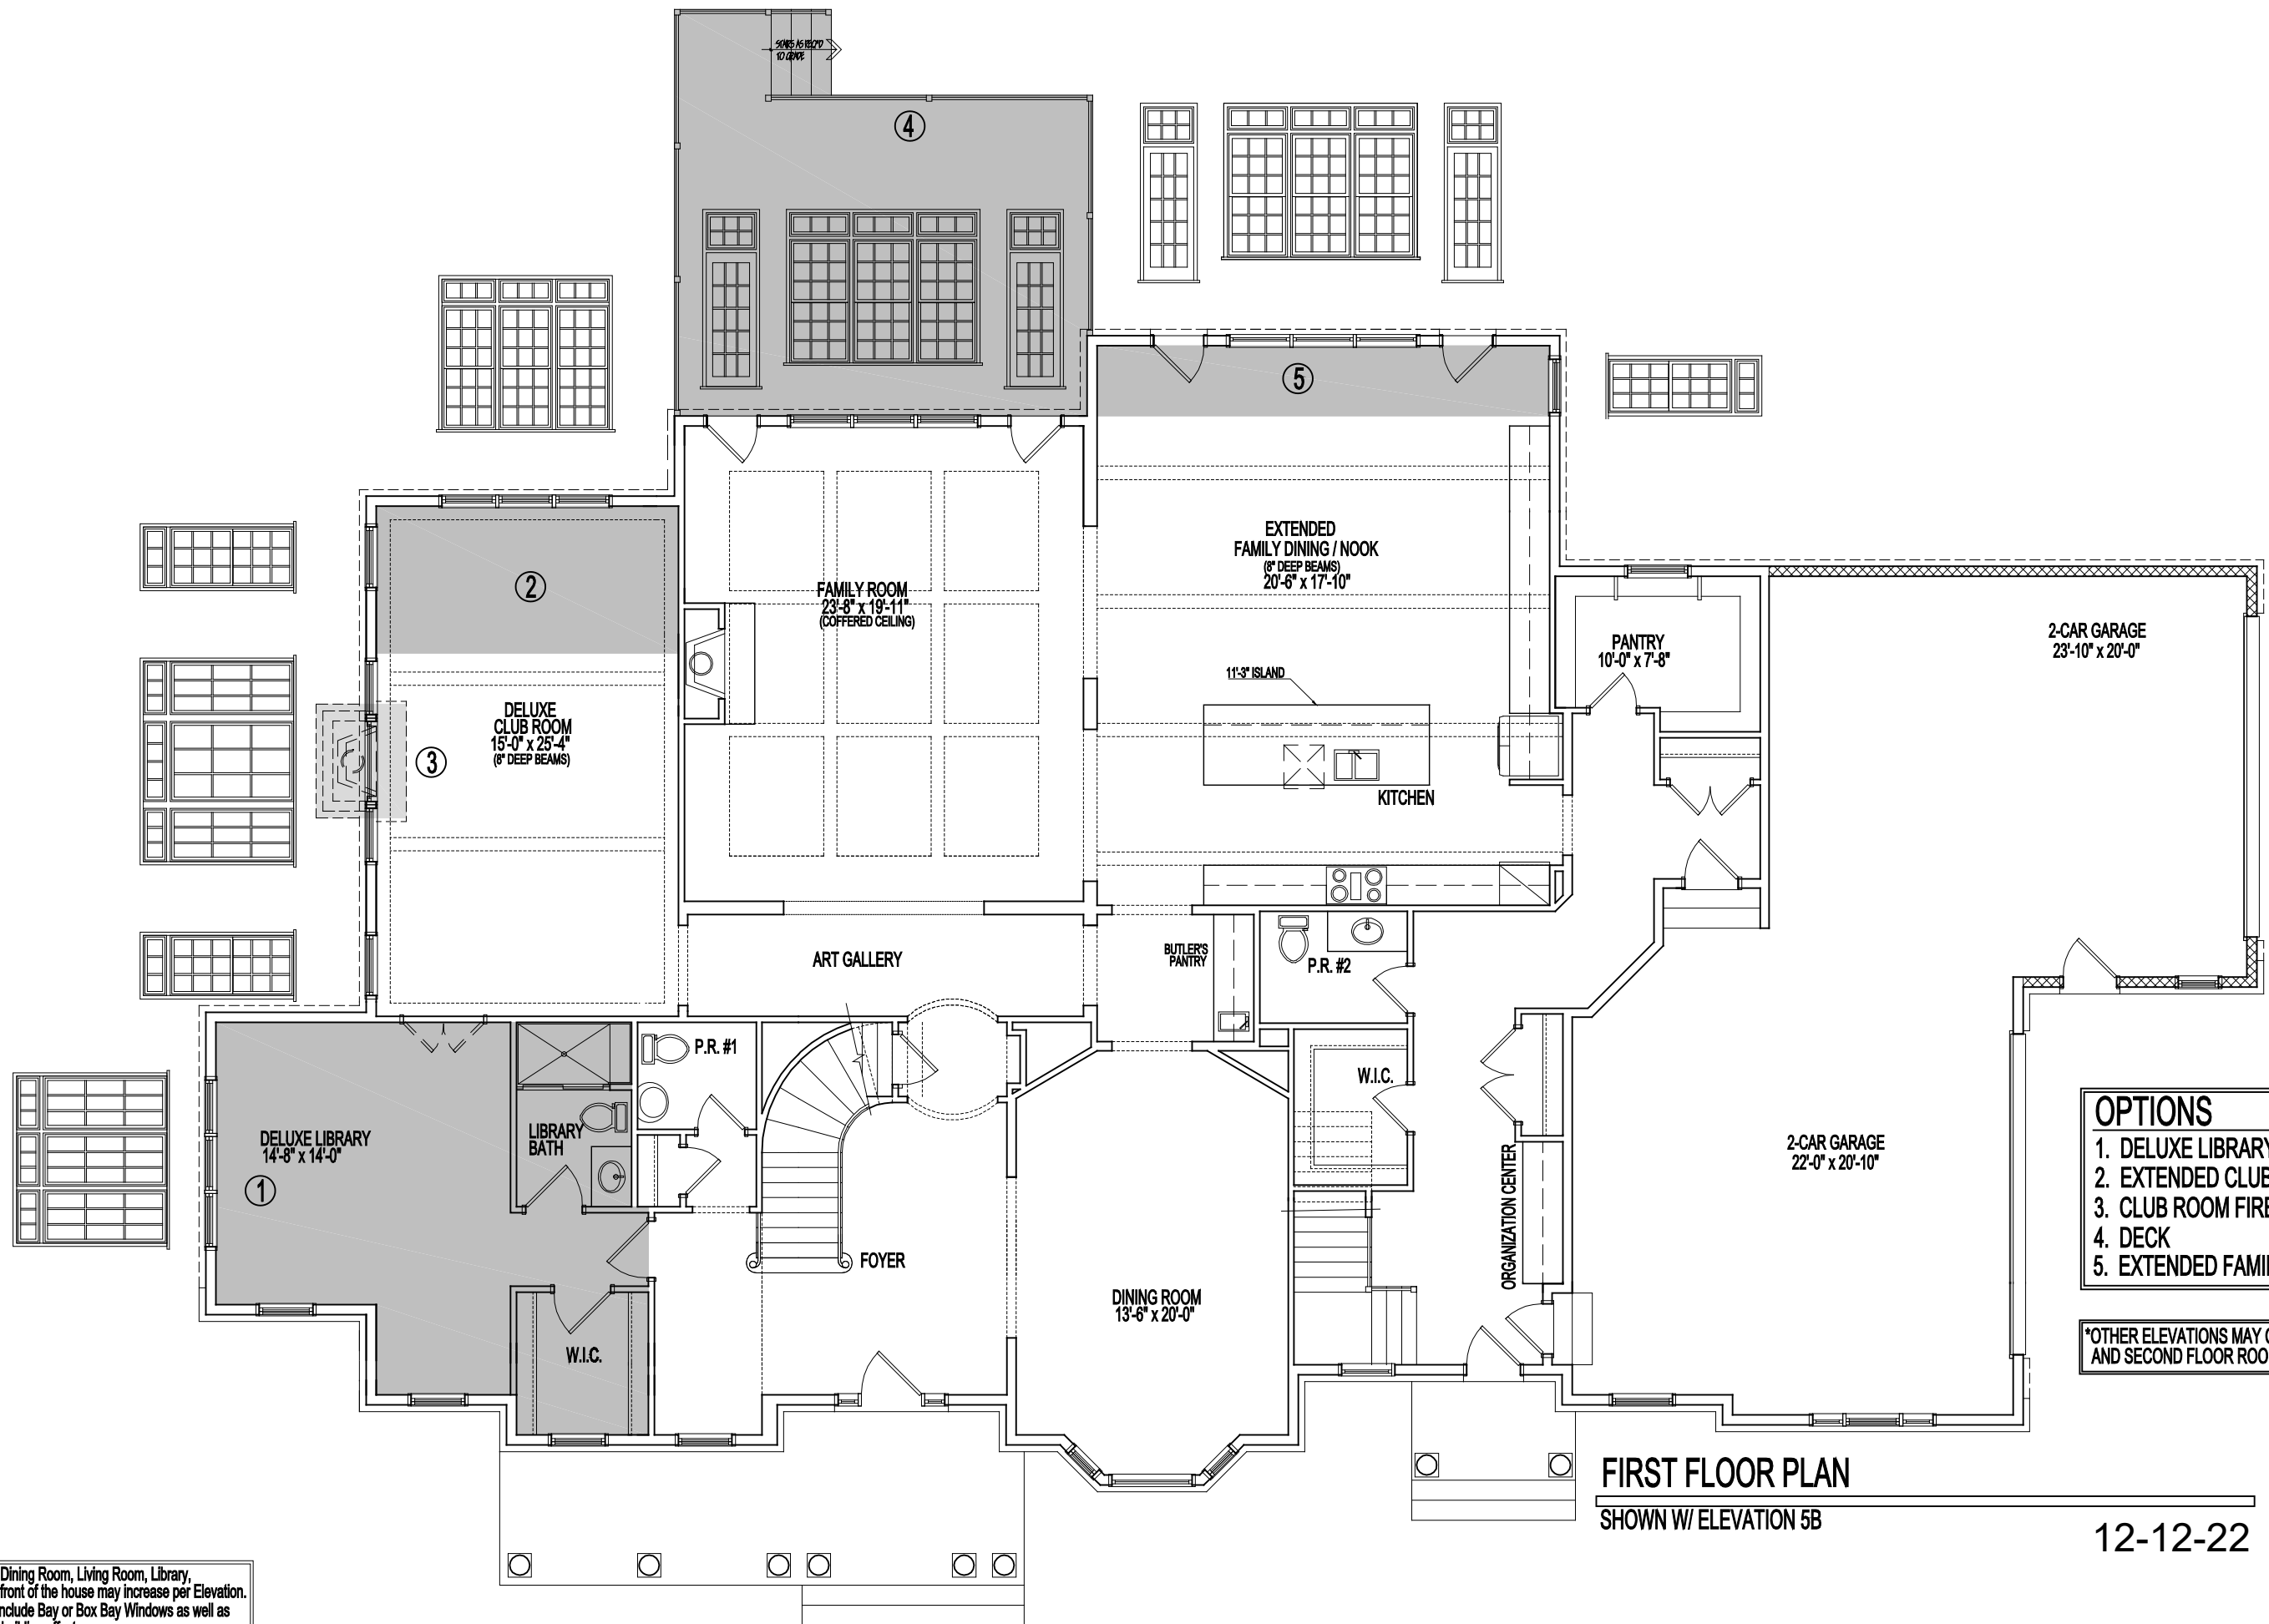 STAIRS AS REQ'D
TO GRADE
4
5
2
EXTENDED
FAMILY DINING / NOOK
(8" DEEP BEAMS)
20'-6" x 17'-10"
FAMILY ROOM
23'-8" x 19'-11"
(COFFERED CEILING)
2-CAR GARAGE
23'-10" x 20'-0"
PANTRY
10'-0" x 7'-8"
11'-3" ISLAND
DELUXE
CLUB ROOM
15'-0" x 25'-4"
(8" DEEP BEAMS)
3
KITCHEN
ART GALLERY
BUTLER'S
PANTRY
P.R. #2
P.R. #1
W.I.C.
DELUXE LIBRARY
14'-8" x 14'-0"
1
LIBRARY
BATH
2-CAR GARAGE
22'-0" x 20'-10"
ORGANIZATION CENTER
FOYER
DINING ROOM
13'-6" x 20'-0"
W.I.C.
OPTIONS
1. DELUXE LIBRARY
2. EXTENDED CLUB
3. CLUB ROOM FIRE
4. DECK
5. EXTENDED FAMI
*OTHER ELEVATIONS MAY
AND SECOND FLOOR ROO
FIRST FLOOR PLAN
SHOWN W/ ELEVATION 5B
12-12-22
Dining Room, Living Room, Library,
front of the house may increase per Elevation.
nclude Bay or Box Bay Windows as well as